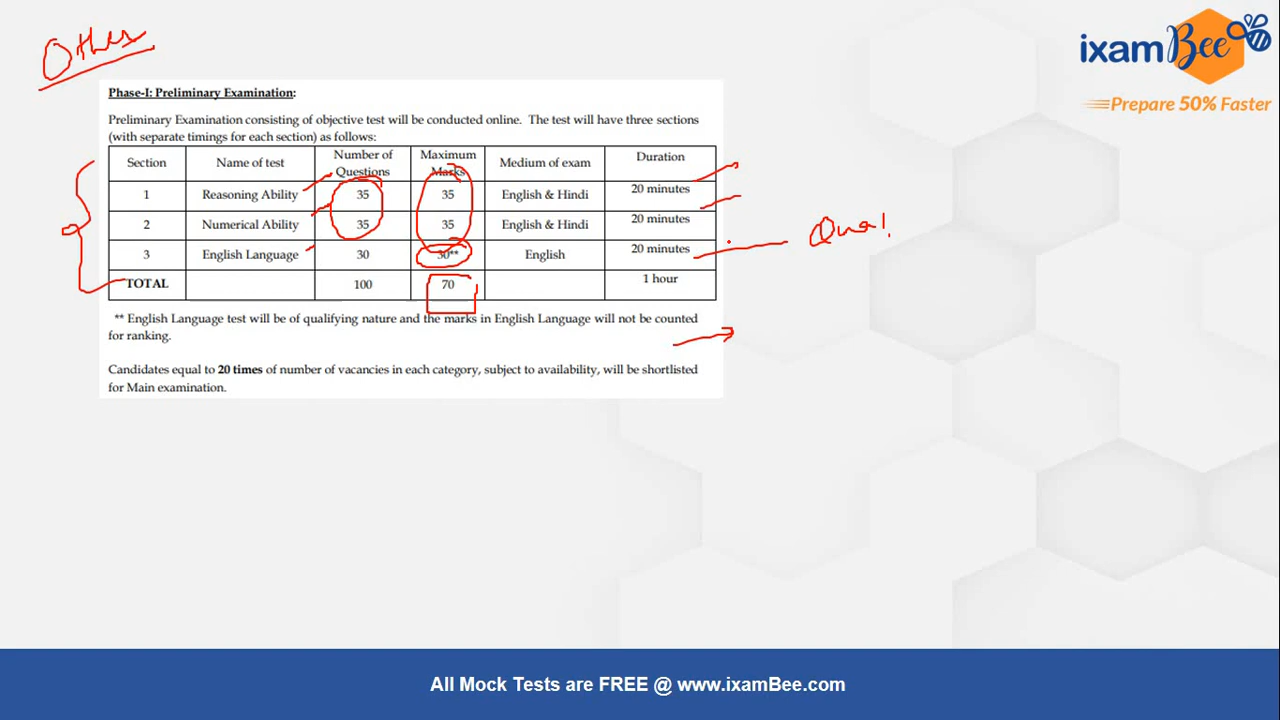 Other
ixamBee
Prepare 50% Faster
Phase-I: Preliminary Examination:
Preliminary Examination consisting of objective test will be conducted online. The test will have three sections
(with separate timings for each section) as follows:
Section Name of test Number of Questions Maximum Marks Medium of exam Duration
1 Reasoning Ability 35 35 English & Hindi 20 minutes
2 Numerical Ability 35 35 English & Hindi 20 minutes
3 English Language 30 30** English 20 minutes
TOTAL 100 70 1 hour
Qual
** English Language test will be of qualifying nature and the marks in English Language will not be counted
for ranking.
Candidates equal to 20 times of number of vacancies in each category, subject to availability, will be shortlisted
for Main examination.
All Mock Tests are FREE @ www.ixamBee.com